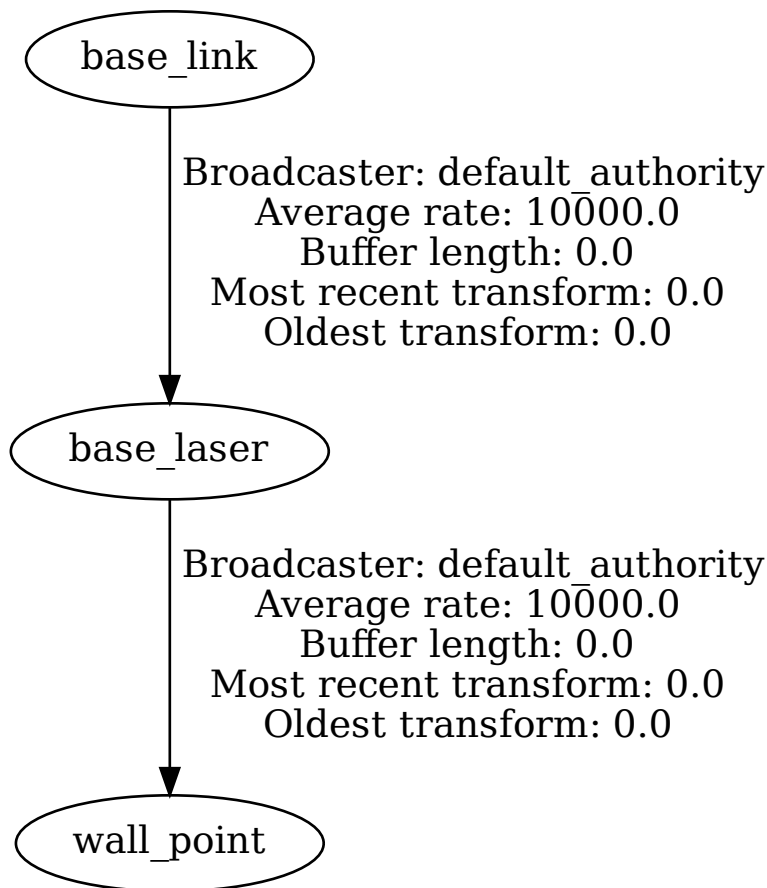 base_link
Broadcaster: default_authority
Average rate: 10000.0
Buffer length: 0.0
Most recent transform: 0.0
Oldest transform: 0.0
base_laser
Broadcaster: default_authority
Average rate: 10000.0
Buffer length: 0.0
Most recent transform: 0.0
Oldest transform: 0.0
wall_point